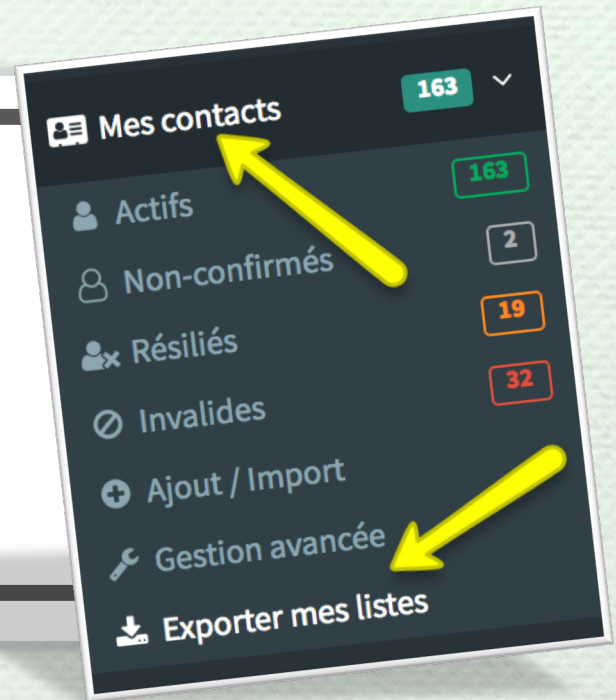 Mes contacts 163
Actifs 163
Non-confirmés 2
Résiliés 19
Invalides 32
Ajout / Import
Gestion avancée
Exporter mes listes